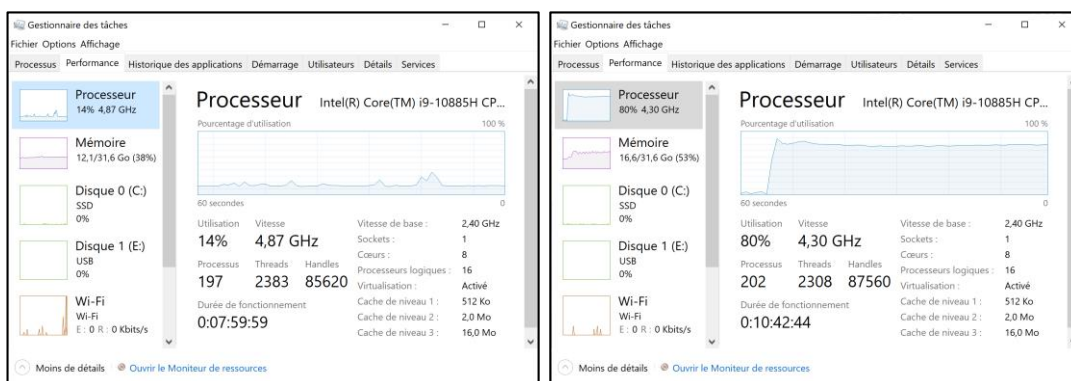 Gestionnaire des tâches
Fichier Options Affichage
Processus Performance Historique des applications Démarrage Utilisateurs Détails Services
Processeur
14% 4,87 GHz
Mémoire
12,1/31,6 Go (38%)
Disque 0 (C:)
SSD
0%
Disque 1 (E:)
USB
0%
Wi-Fi
Wi-Fi
E : 0 R : 0 Kbits/s
Processeur Intel(R) Core(TM) i9-10885H CP...
Pourcentage d'utilisation 100 %
60 secondes 0
Utilisation Vitesse
14% 4,87 GHz
Processus Threads Handles
197 2383 85620
Durée de fonctionnement
0:07:59:59
Vitesse de base : 2,40 GHz
Sockets : 1
Cœurs : 8
Processeurs logiques : 16
Virtualisation : Activé
Cache de niveau 1 : 512 Ko
Cache de niveau 2 : 2,0 Mo
Cache de niveau 3 : 16,0 Mo
Moins de détails Ouvrir le Moniteur de ressources
Gestionnaire des tâches
Fichier Options Affichage
Processus Performance Historique des applications Démarrage Utilisateurs Détails Services
Processeur
80% 4,30 GHz
Mémoire
16,6/31,6 Go (53%)
Disque 0 (C:)
SSD
0%
Disque 1 (E:)
USB
0%
Wi-Fi
Wi-Fi
E : 0 R : 0 Kbits/s
Processeur Intel(R) Core(TM) i9-10885H CP...
Pourcentage d'utilisation 100 %
60 secondes 0
Utilisation Vitesse
80% 4,30 GHz
Processus Threads Handles
202 2308 87560
Durée de fonctionnement
0:10:42:44
Vitesse de base : 2,40 GHz
Sockets : 1
Cœurs : 8
Processeurs logiques : 16
Virtualisation : Activé
Cache de niveau 1 : 512 Ko
Cache de niveau 2 : 2,0 Mo
Cache de niveau 3 : 16,0 Mo
Moins de détails Ouvrir le Moniteur de ressources